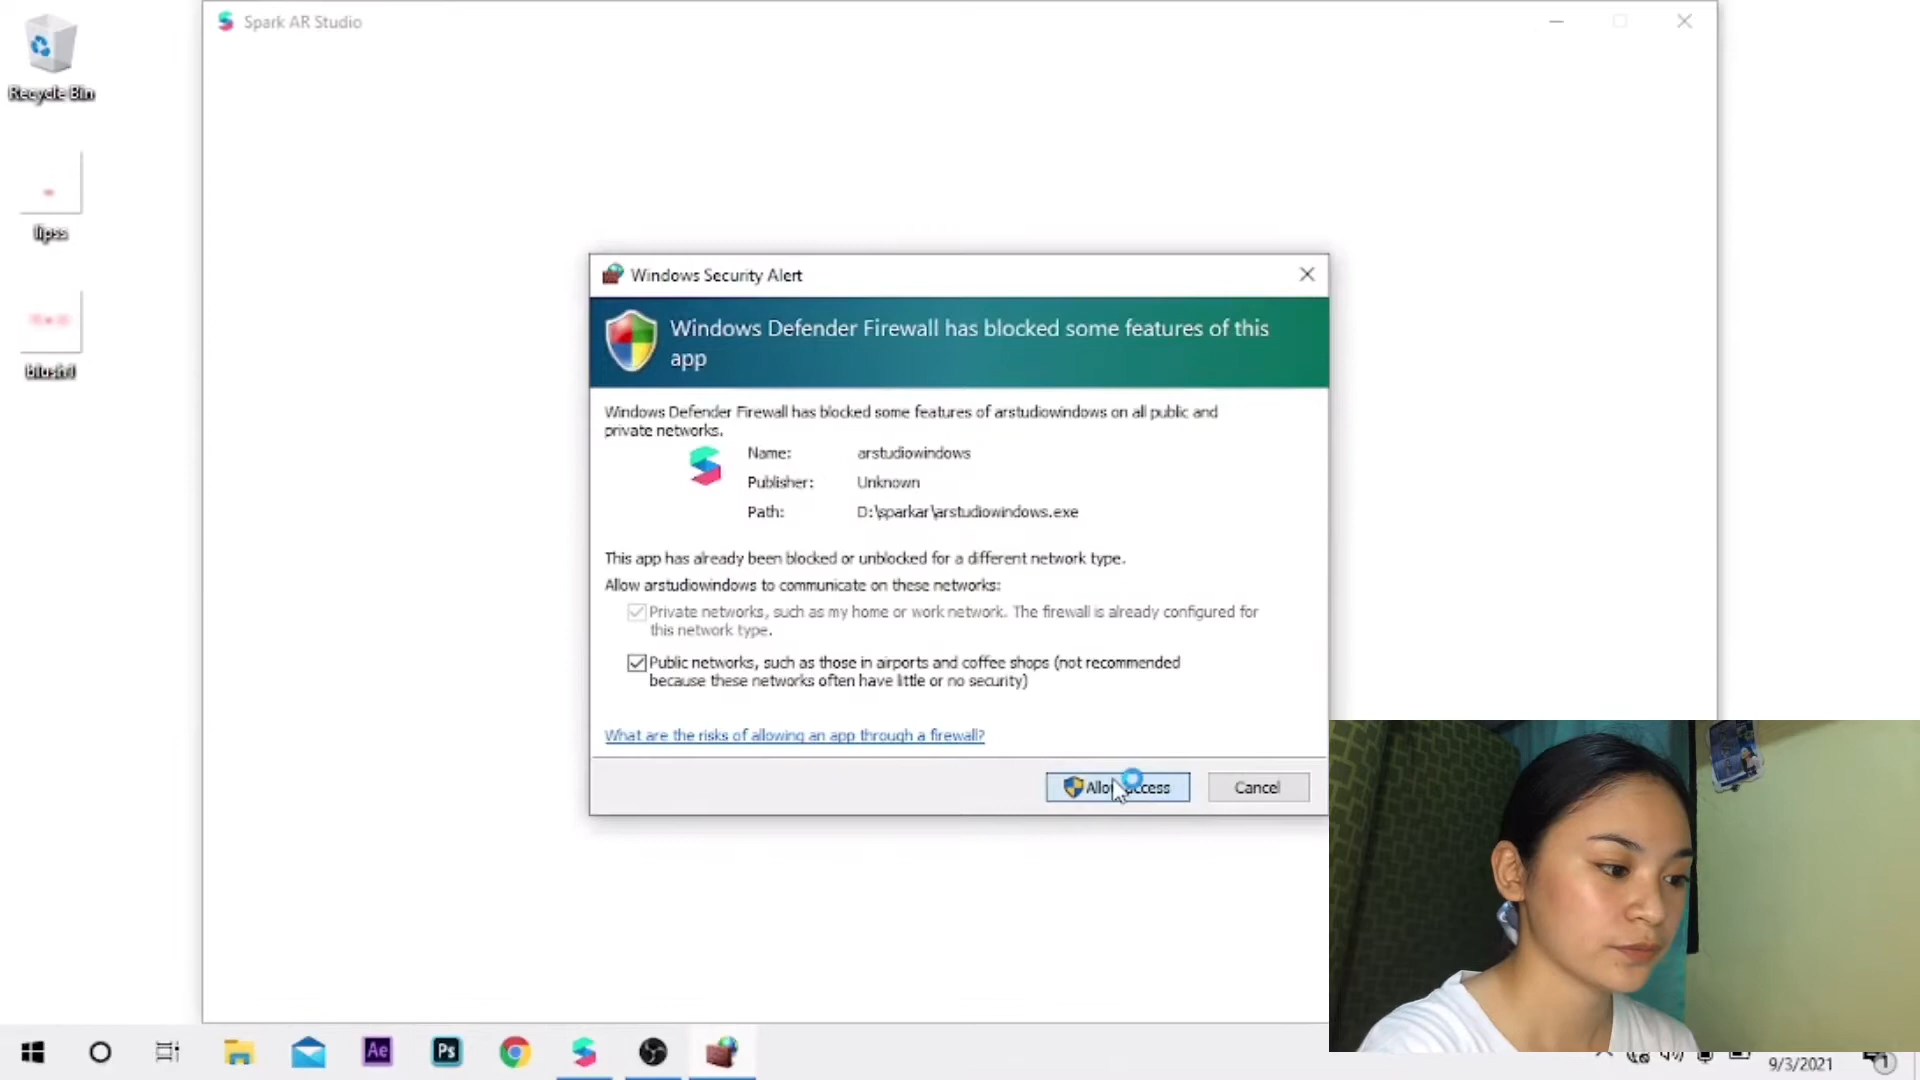 Spark AR Studio
Recycle Bin
lipss
Windows Security Alert
Windows Defender Firewall has blocked some features of this
app
Windows Defender Firewall has blocked some features of arstudiowindows on all public and
private networks.
Name: arstudiowindows
Publisher: Unknown
Path: D:\sparkar\arstudiowindows.exe
This app has already been blocked or unblocked for a different network type.
Allow arstudiowindows to communicate on these networks:
Private networks, such as my home or work network. The firewall is already configured for
this network type.
Public networks, such as those in airports and coffee shops (not recommended
because these networks often have little or no security)
What are the risks of allowing an app through a firewall?
Allow access
Cancel
Ae
Ps
9/3/2021
1